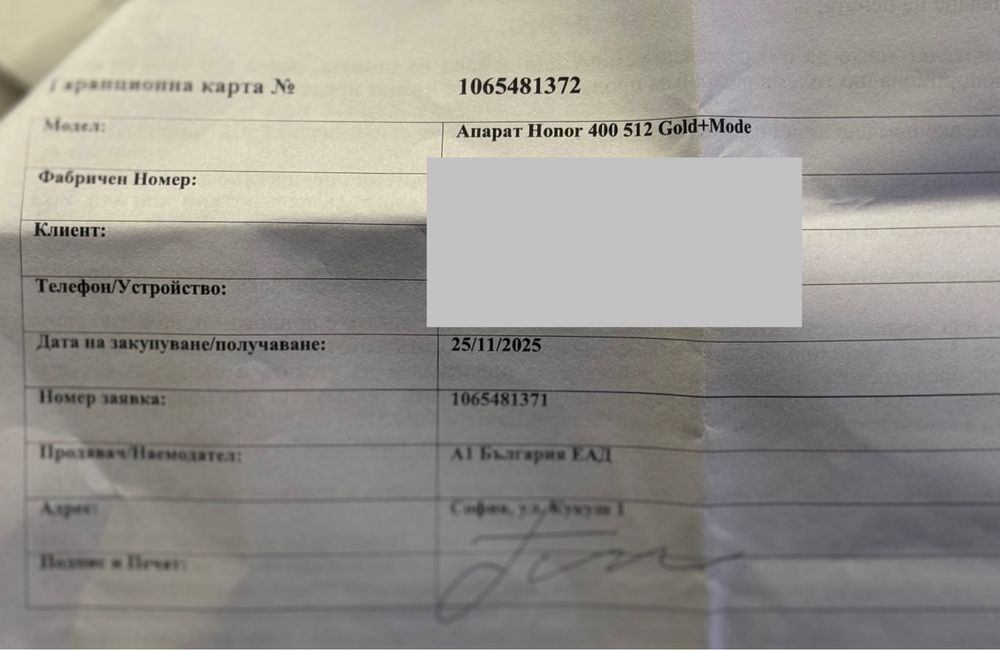 Гаранционна карта № 1065481372
Модел: Апарат Honor 400 512 Gold+Mode
Фабричен Номер:
Клиент:
Телефон/Устройство:
Дата на закупуване/получаване: 25/11/2025
Номер заявка: 1065481371
Продавач/Наемодател: А1 България ЕАД
Адрес: София, ул. Кукуш 1
Подпис и Печат: